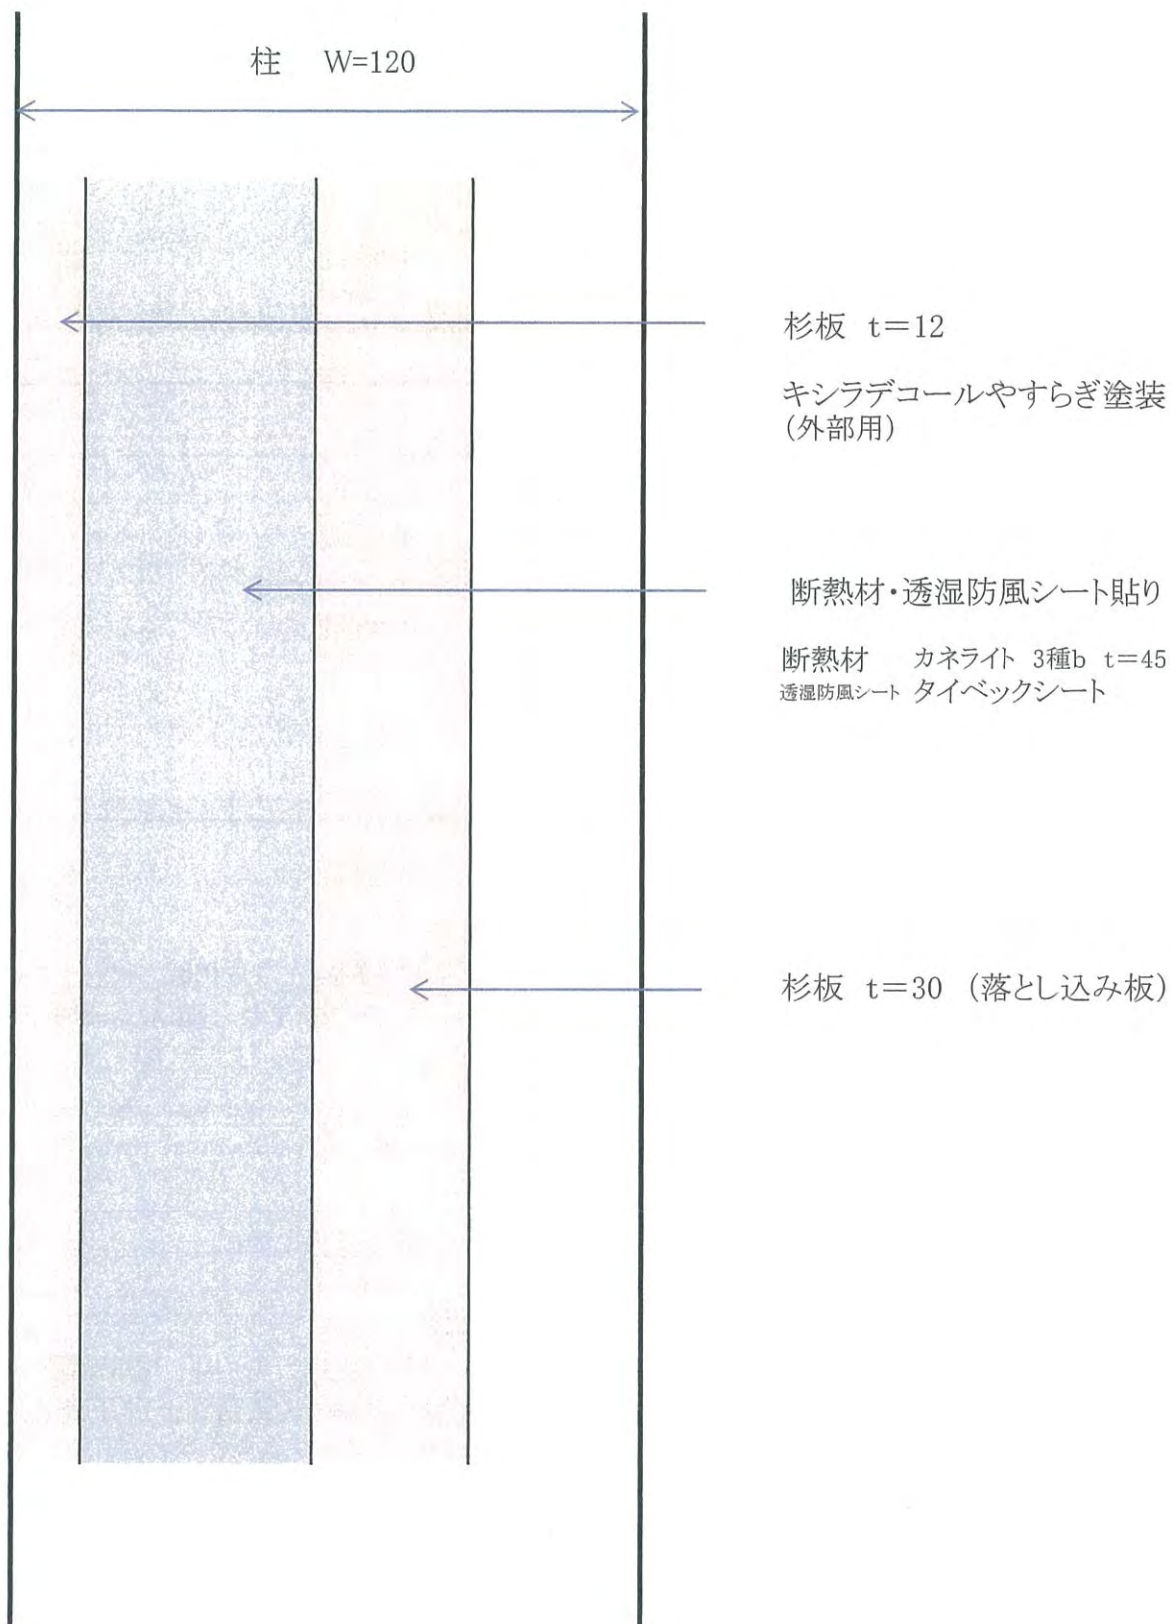 柱 W=120
杉板 t=12
キシラデコールやすらぎ塗装
(外部用)
断熱材・透湿防風シート貼り
断熱材 カネライト 3種b t=45
透湿防風シート タイベックシート
杉板 t=30 (落とし込み板)